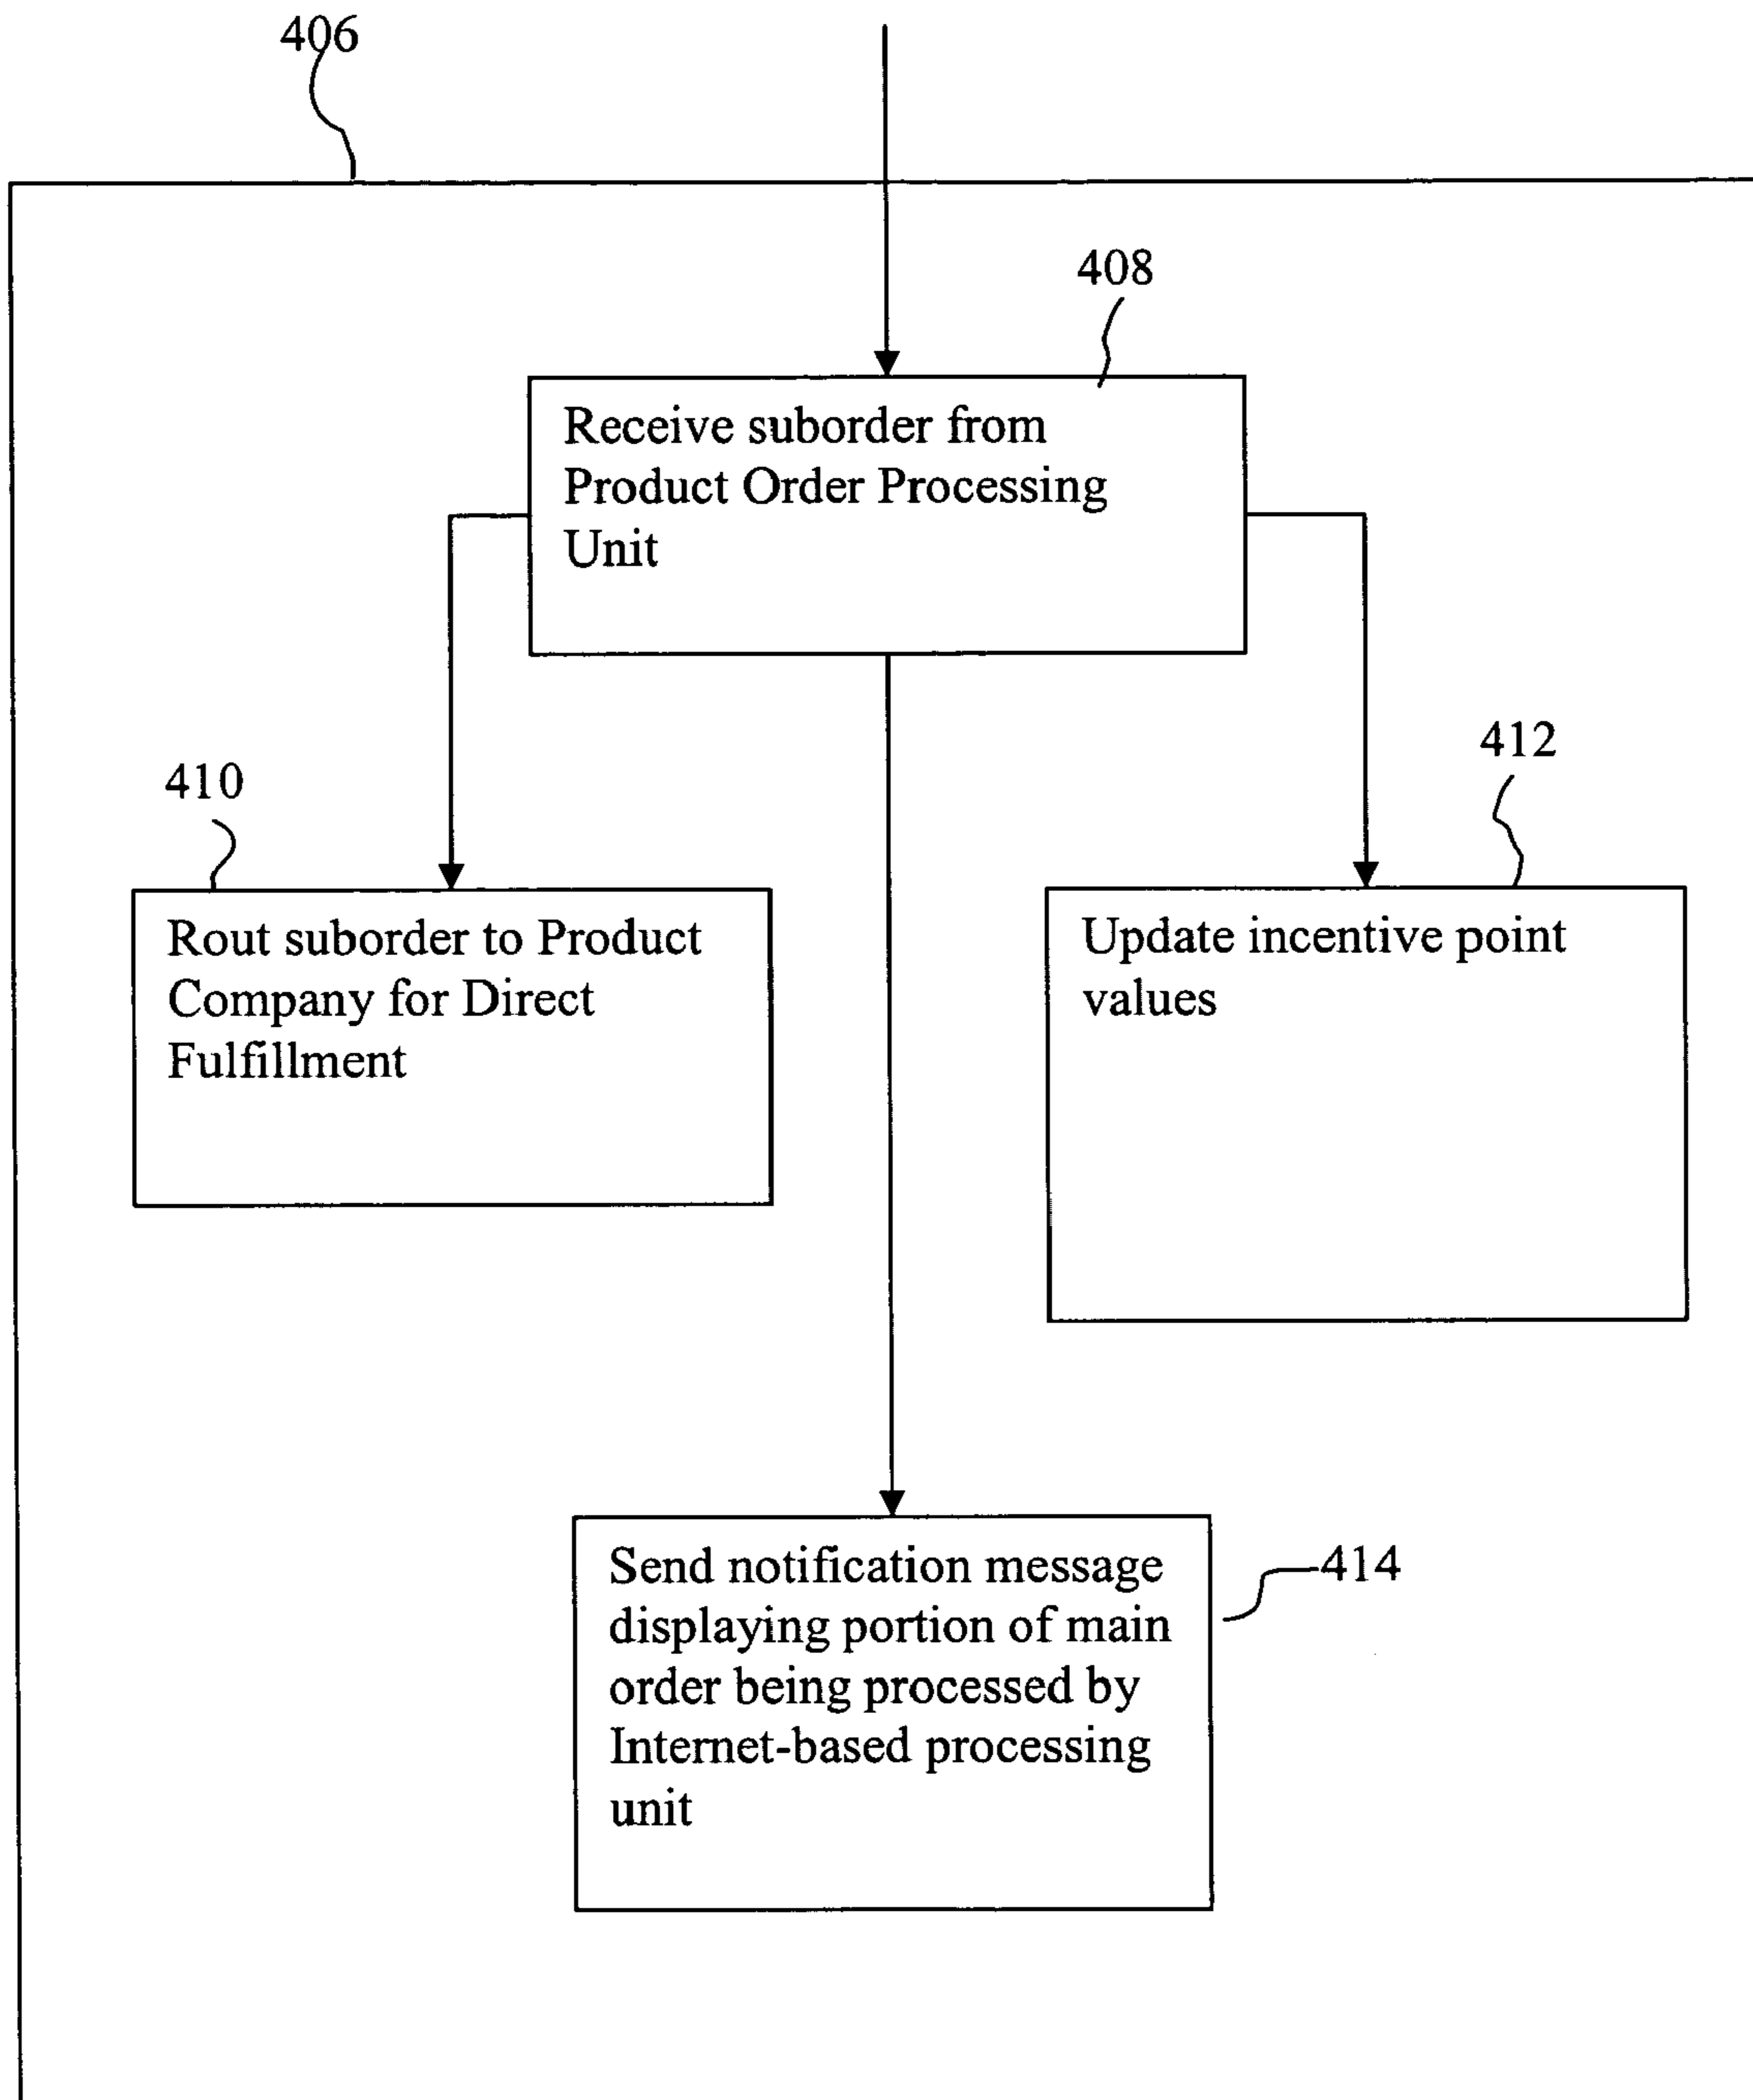 406
408
Receive suborder from
Product Order Processing
Unit
410
412
Rout suborder to Product
Company for Direct
Fulfillment
Update incentive point
values
Send notification message
displaying portion of main
order being processed by
Internet-based processing
unit
414